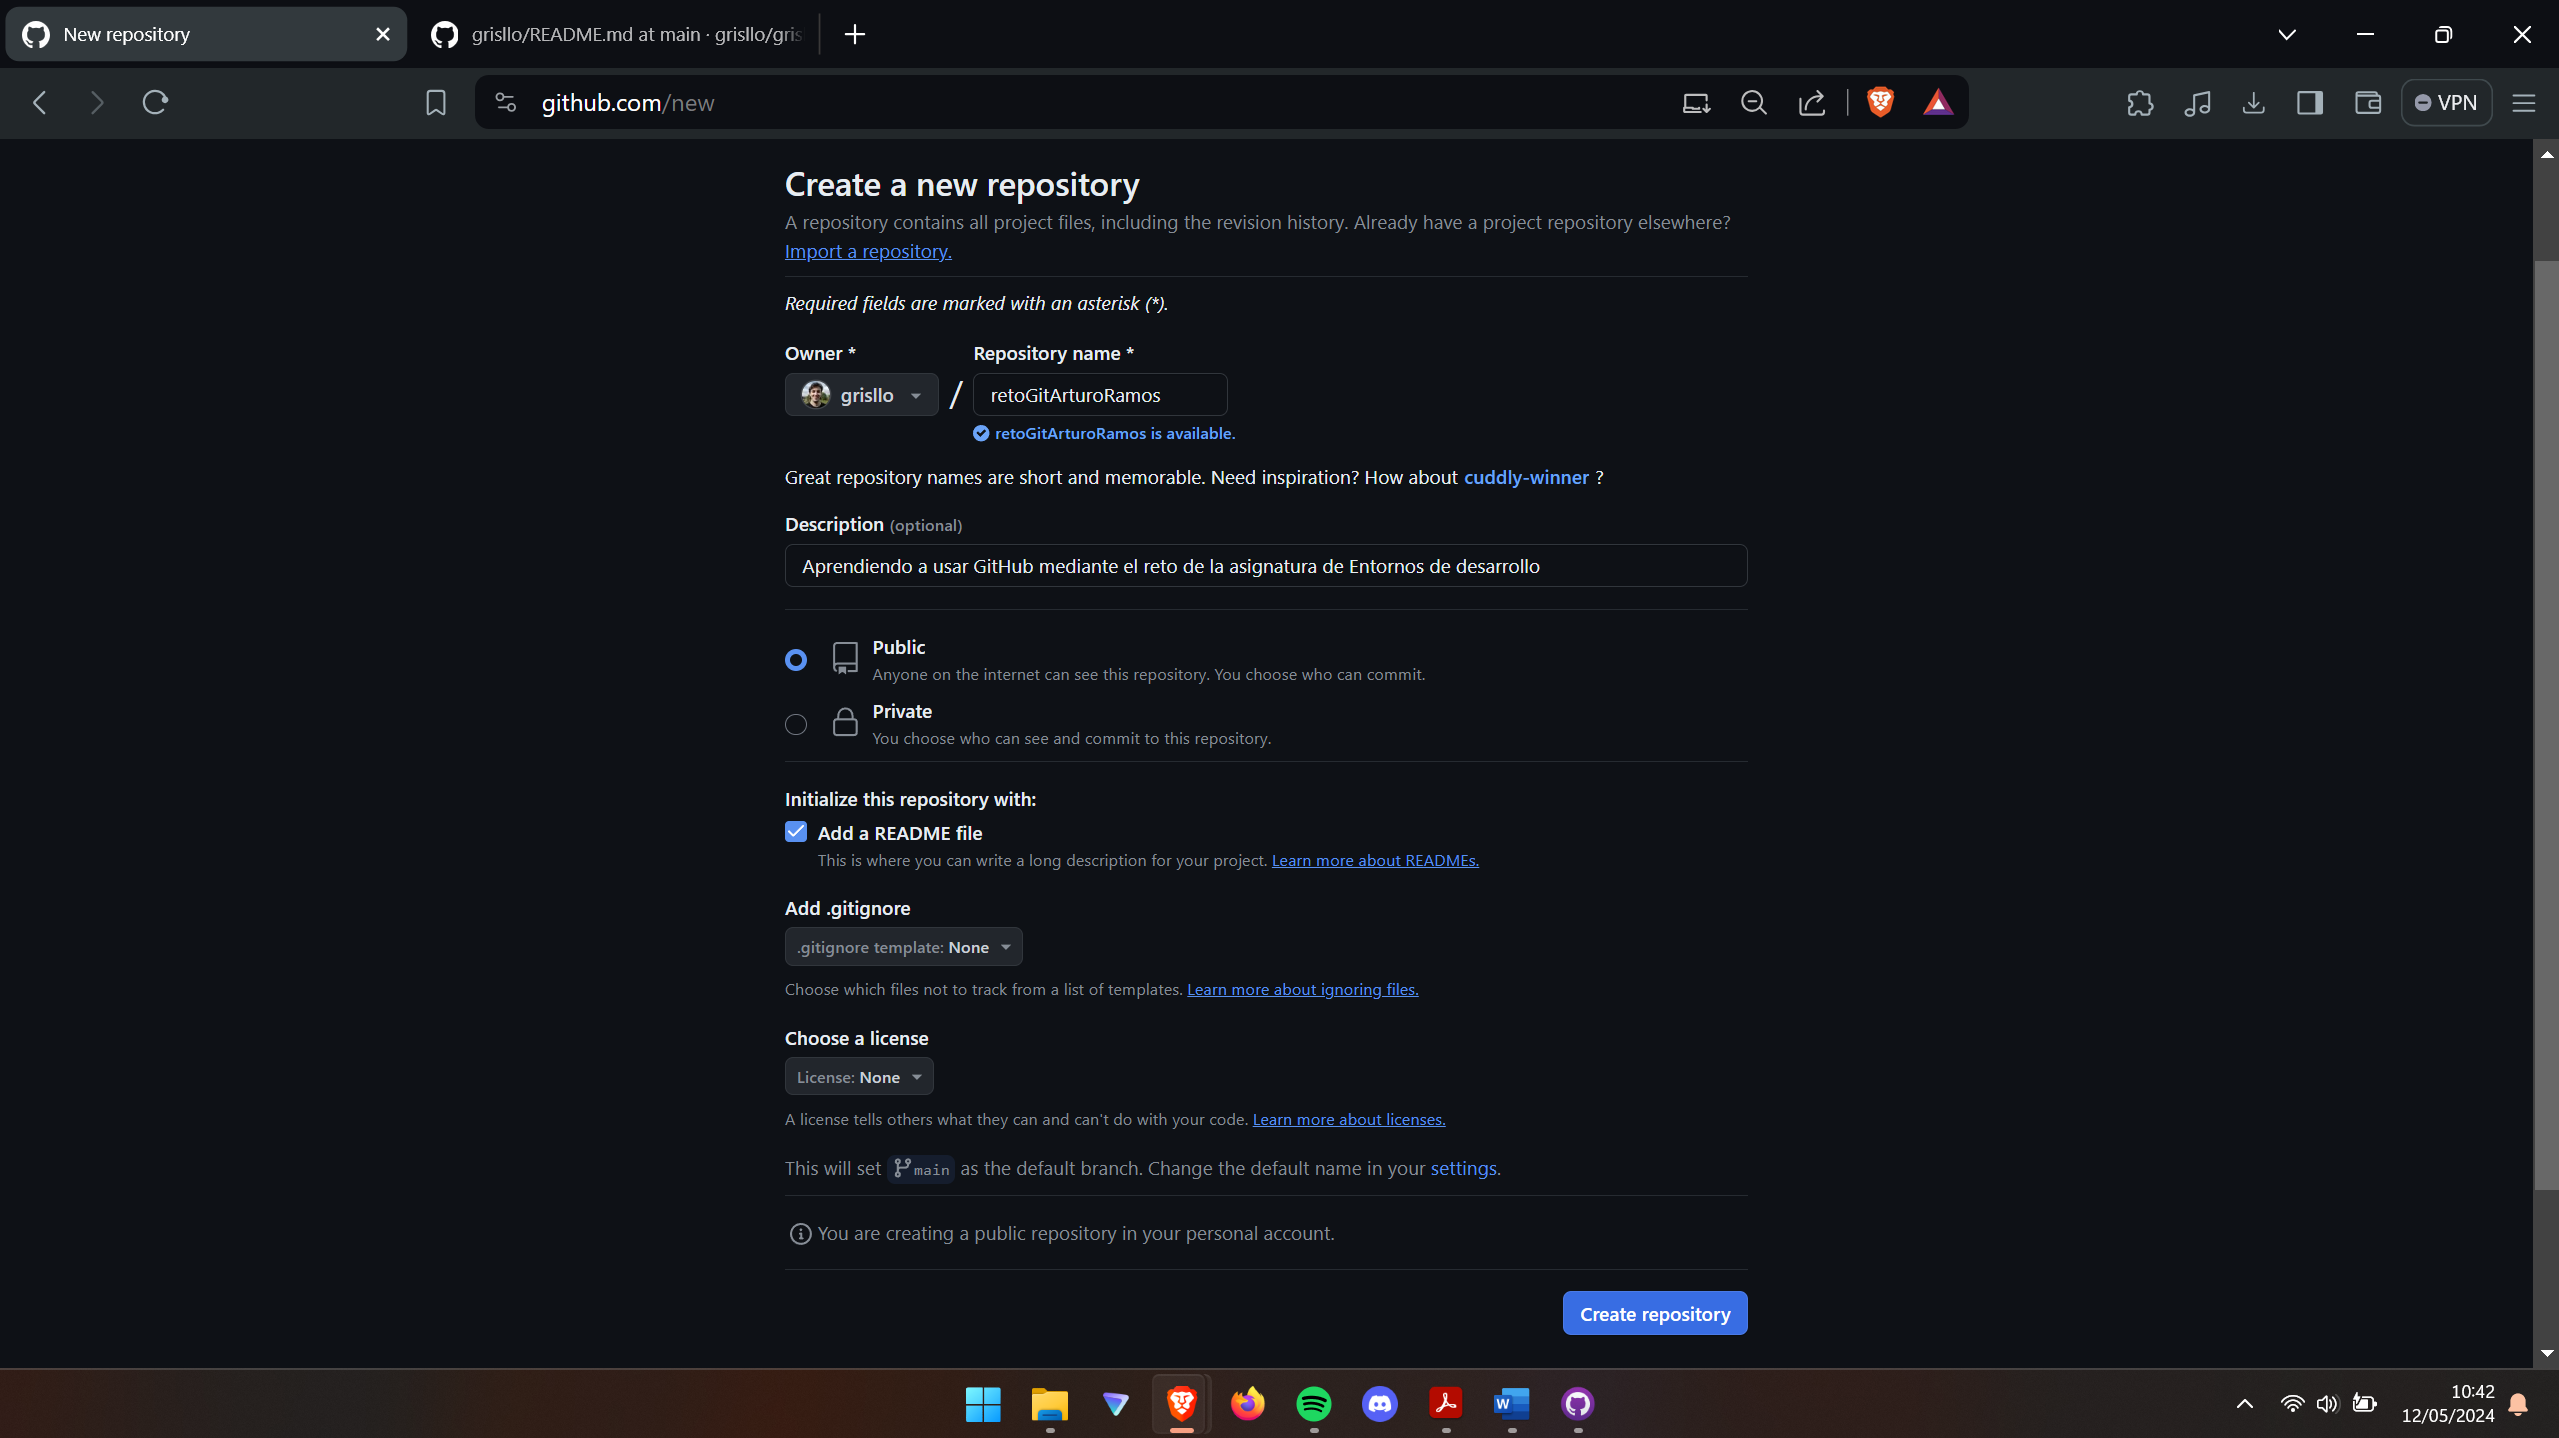 New repository
grisllo/README.md at main · grisllo/gris
github.com/new
VPN
Create a new repository
A repository contains all project files, including the revision history. Already have a project repository elsewhere?
Import a repository.
Required fields are marked with an asterisk (*).
Owner * Repository name *
grisllo / retoGitArturoRamos
retoGitArturoRamos is available.
Great repository names are short and memorable. Need inspiration? How about cuddly-winner ?
Description (optional)
Aprendiendo a usar GitHub mediante el reto de la asignatura de Entornos de desarrollo
Public
Anyone on the internet can see this repository. You choose who can commit.
Private
You choose who can see and commit to this repository.
Initialize this repository with:
Add a README file
This is where you can write a long description for your project. Learn more about READMEs.
Add .gitignore
.gitignore template: None
Choose which files not to track from a list of templates. Learn more about ignoring files.
Choose a license
License: None
A license tells others what they can and can't do with your code. Learn more about licenses.
This will set main as the default branch. Change the default name in your settings.
You are creating a public repository in your personal account.
Create repository
10:42
12/05/2024